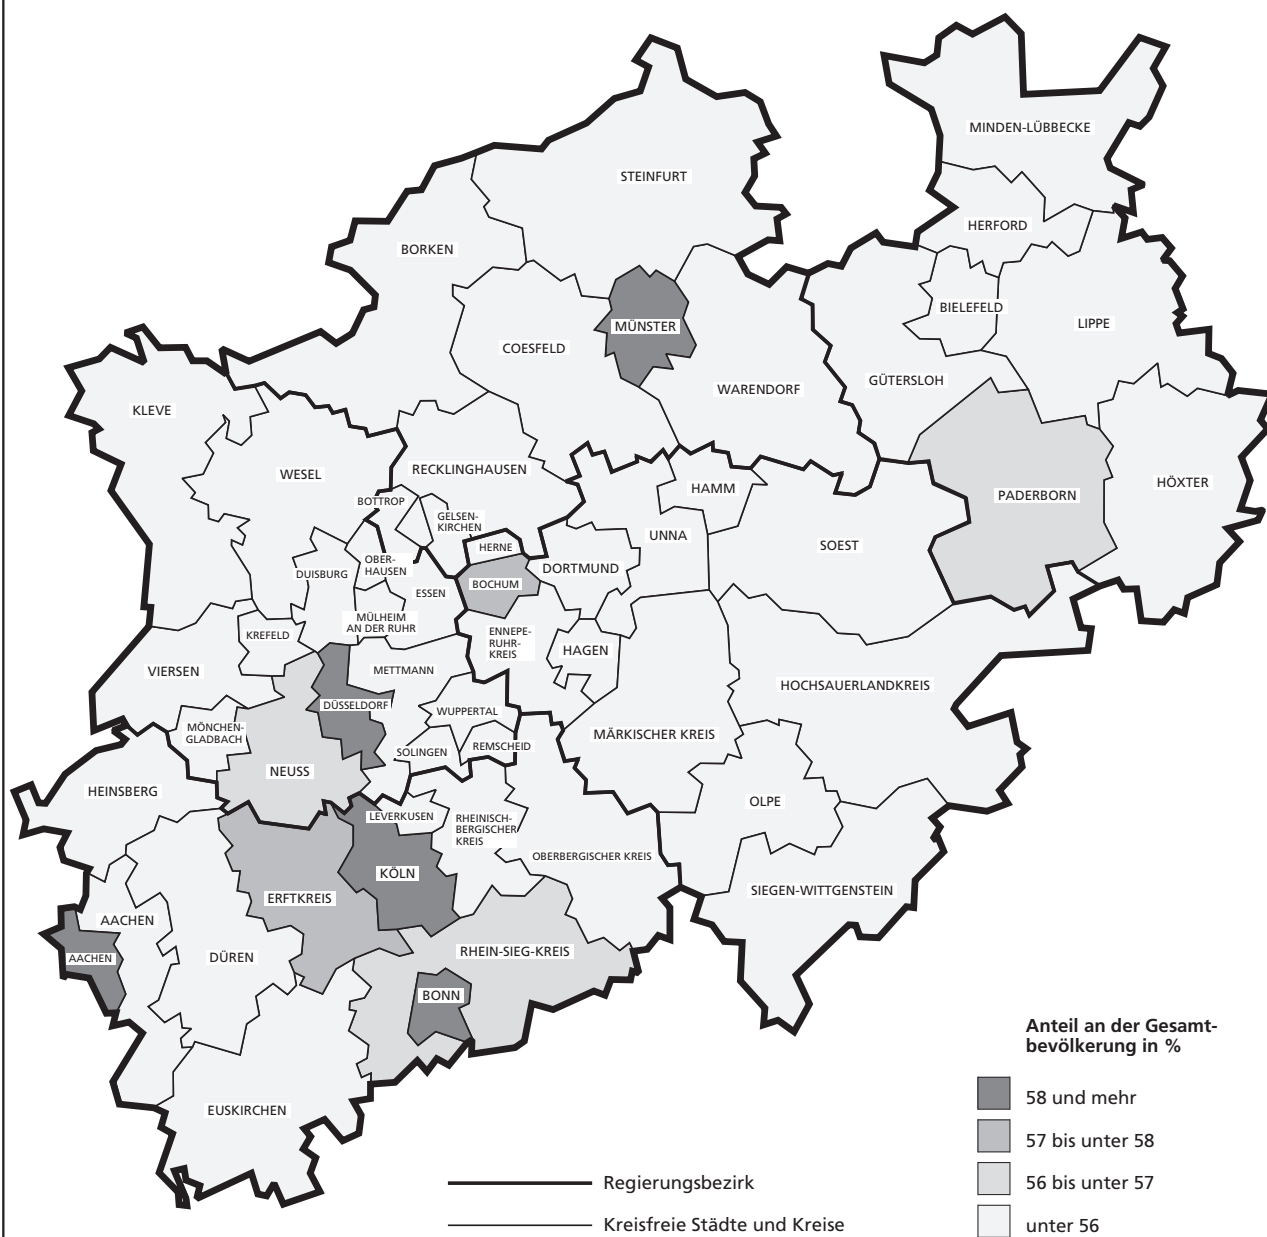 MINDEN-LÜBBECKE
STEINFURT
HERFORD
BORKEN
BIELEFELD
LIPPE
MÜNSTER
COESFELD
GÜTERSLOH
WARENDORF
KLEVE
RECKLINGHAUSEN
WESEL
HÖXTER
HAMM
PADERBORN
BOTTROP
GELSEN-
KIRCHEN
UNNA
SOEST
HERNE
OBER-
HAUSEN
DORTMUND
DUISBURG
BOCHUM
ESSEN
MÜLHEIM
AN DER RUHR
KREFELD
ENNEPE-
RUHR-
KREIS
HAGEN
VIERSEN
METTMANN
HOCHSAUERLANDKREIS
DÜSSELDORF
WUPPERTAL
MÖNCHEN-
GLADBACH
MÄRKISCHER KREIS
SOLINGEN
REMSCHEID
NEUSS
HEINSBERG
OLPE
LEVERKUSEN
RHEINISCH-
BERGISCHER
KREIS
OBERBERGISCHER KREIS
KÖLN
SIEGEN-WITTGENSTEIN
ERFTKREIS
AACHEN
RHEIN-SIEG-KREIS
DÜREN
AACHEN
BONN
EUSKIRCHEN
Anteil an der Gesamt-
bevölkerung in %
58 und mehr
57 bis unter 58
56 bis unter 57
unter 56
Regierungsbezirk
Kreisfreie Städte und Kreise